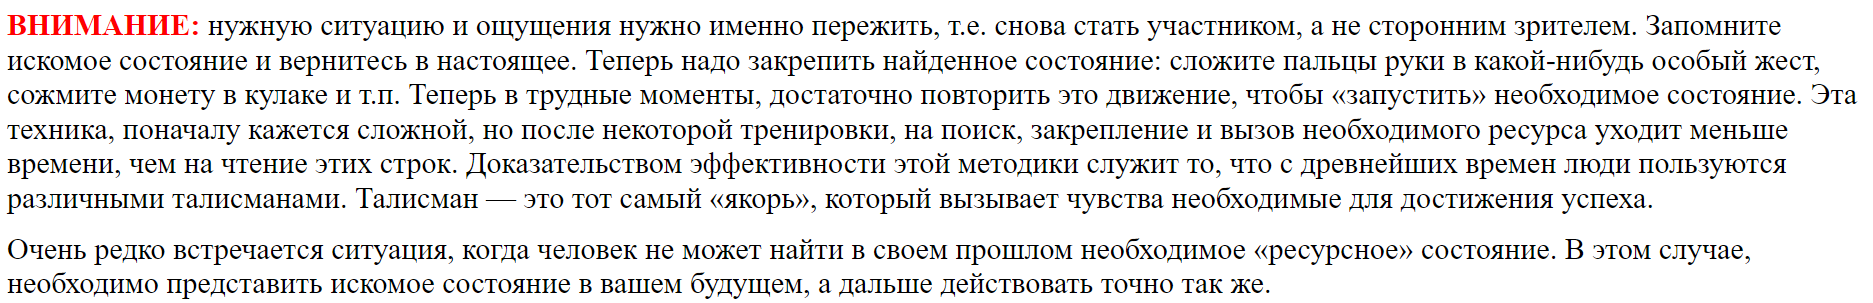 ВНИМАНИЕ: нужную ситуацию и ощущения нужно именно пережить, т.е. снова стать участником, а не сторонним зрителем. Запомните
искомое состояние и вернитесь в настоящее. Теперь надо закрепить найденное состояние: сложите пальцы руки в какой-нибудь особый жест,
сожмите монету в кулаке и т.п. Теперь в трудные моменты, достаточно повторить это движение, чтобы «запустить» необходимое состояние. Эта
техника, поначалу кажется сложной, но после некоторой тренировки, на поиск, закрепление и вызов необходимого ресурса уходит меньше
времени, чем на чтение этих строк. Доказательством эффективности этой методики служит то, что с древнейших времен люди пользуются
различными талисманами. Талисман — это тот самый «якорь», который вызывает чувства необходимые для достижения успеха.
Очень редко встречается ситуация, когда человек не может найти в своем прошлом необходимое «ресурсное» состояние. В этом случае,
необходимо представить искомое состояние в вашем будущем, а дальше действовать точно так же.